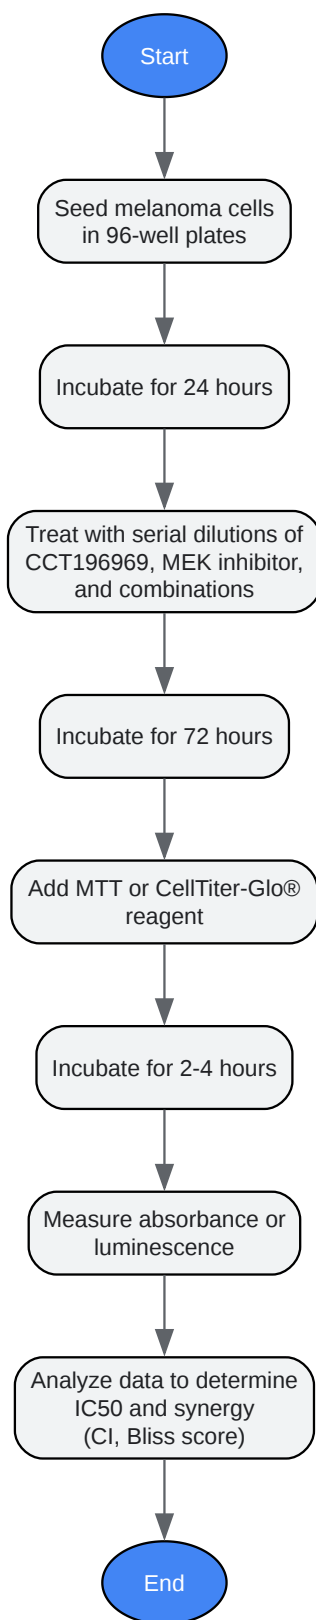 Start
Seed melanoma cells
in 96-well plates
Incubate for 24 hours
Treat with serial dilutions of
CCT196969, MEK inhibitor,
and combinations
Incubate for 72 hours
Add MTT or CellTiter-Glo®
reagent
Incubate for 2-4 hours
Measure absorbance or
luminescence
Analyze data to determine
IC50 and synergy
(CI, Bliss score)
End